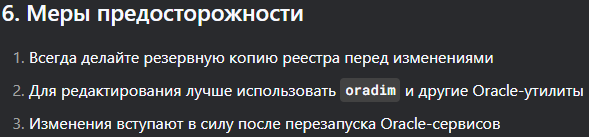 6. Меры предосторожности
1. Всегда делайте резервную копию реестра перед изменениями
2. Для редактирования лучше использовать oradim и другие Oracle-утилиты
3. Изменения вступают в силу после перезапуска Oracle-сервисов